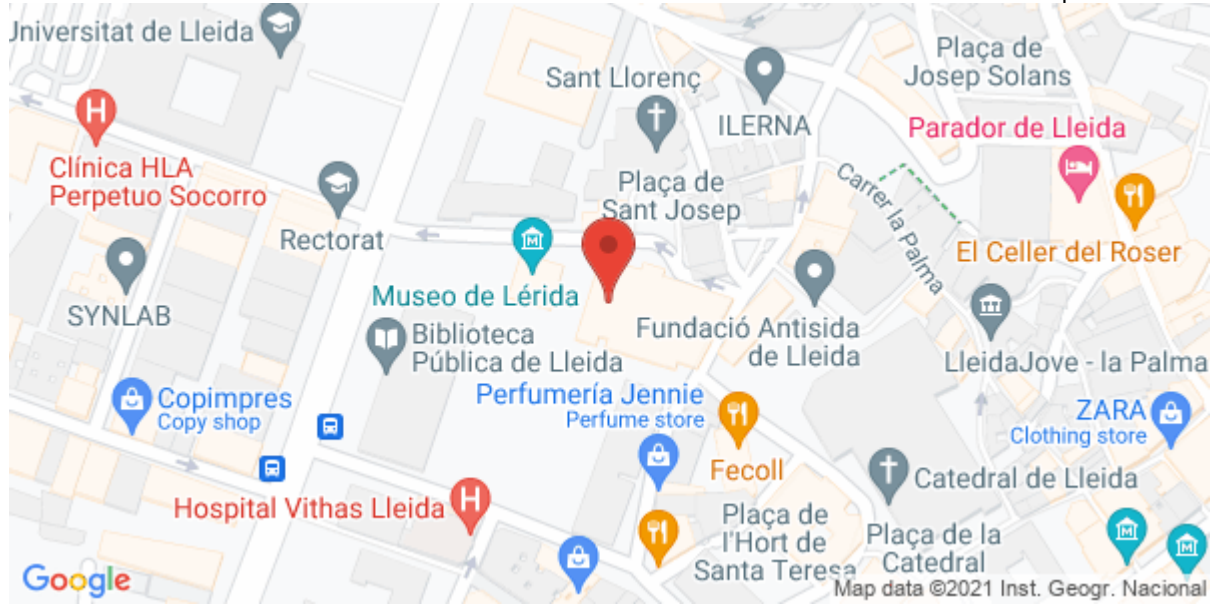 Universitat de Lleida
Plaça de
Josep Solans
Sant Llorenç
ILERNA
Parador de Lleida
H
Clínica HLA
Perpetuo Socorro
Plaça de
Sant Josep
Carrer la Palma
Rectorat
El Celler del Roser
M
Museo de Lérida
SYNLAB
Biblioteca
Pública de Lleida
Fundació Antisida
de Lleida
LleidaJove - la Palma
Copimpres
Copy shop
Perfumería Jennie
Perfume store
ZARA
Clothing store
Fecoll
Catedral de Lleida
Hospital Vithas Lleida
H
Plaça de
l'Hort de
Santa Teresa
Plaça de la
Catedral
M
M
Google
Map data ©2021 Inst. Geogr. Nacional